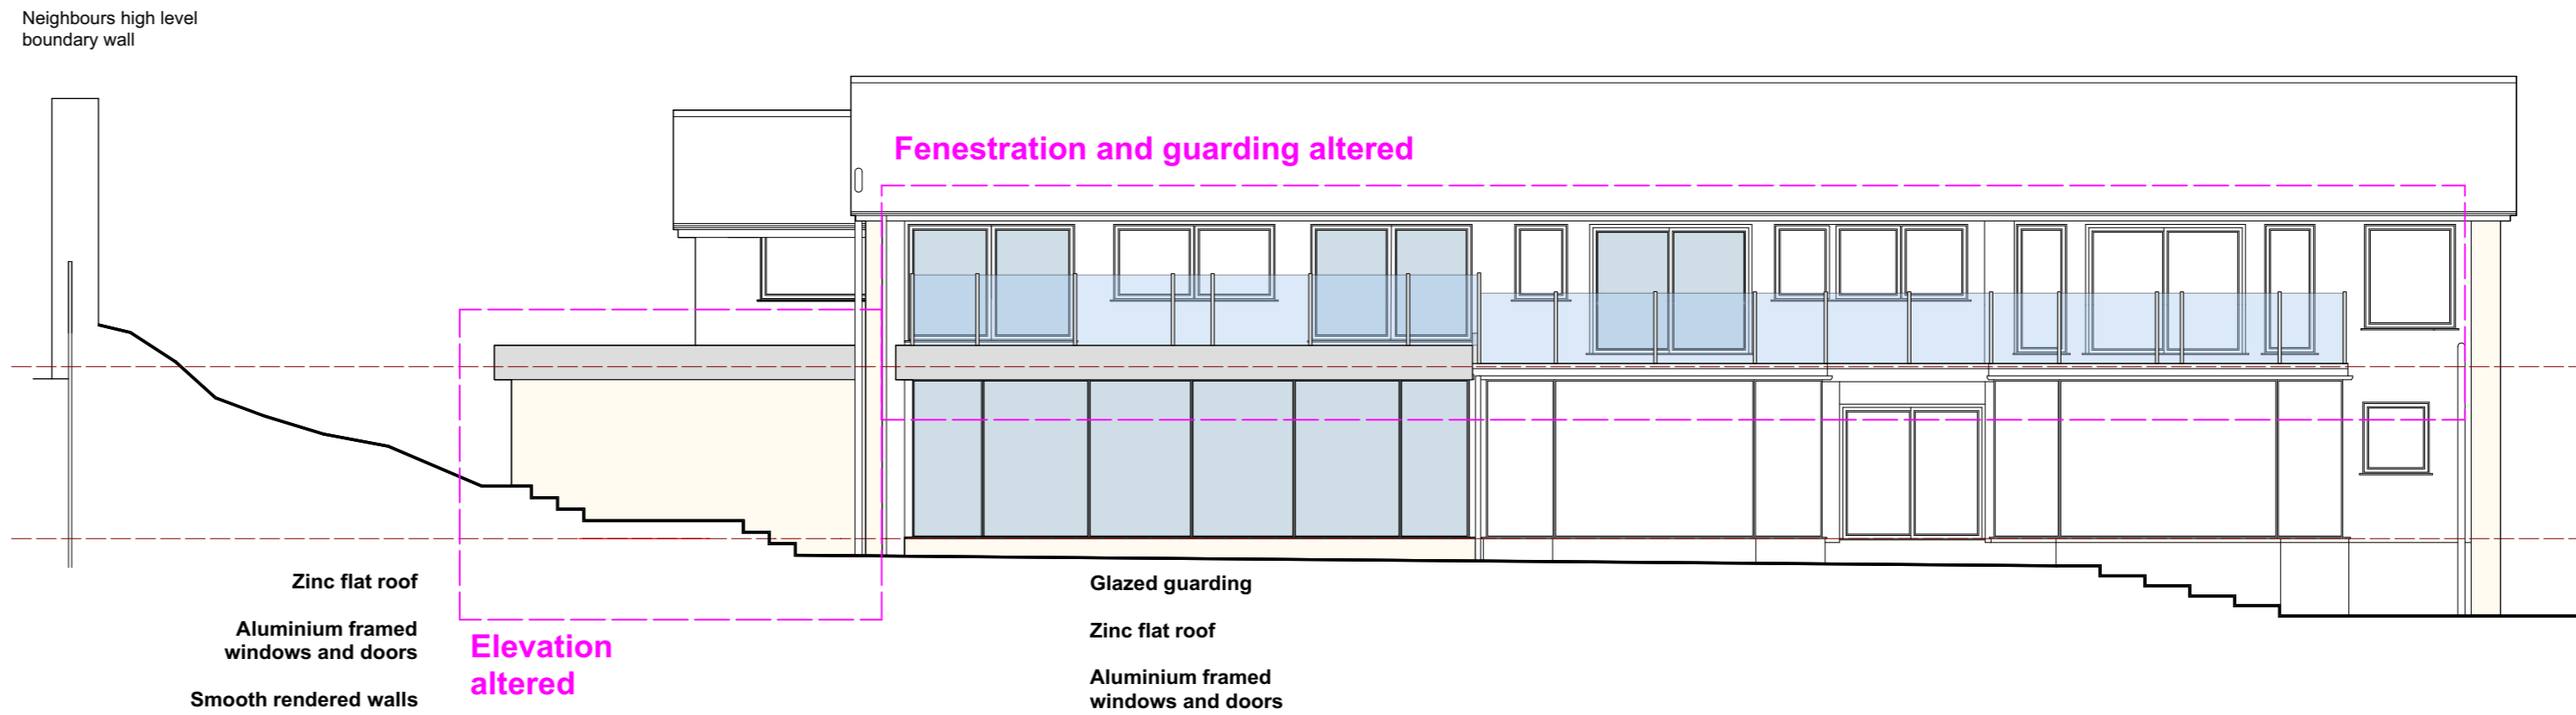 Neighbours high level
boundary wall
Fenestration and guarding altered
Zinc flat roof
Aluminium framed
windows and doors
Smooth rendered walls
Elevation
altered
Glazed guarding
Zinc flat roof
Aluminium framed
windows and doors